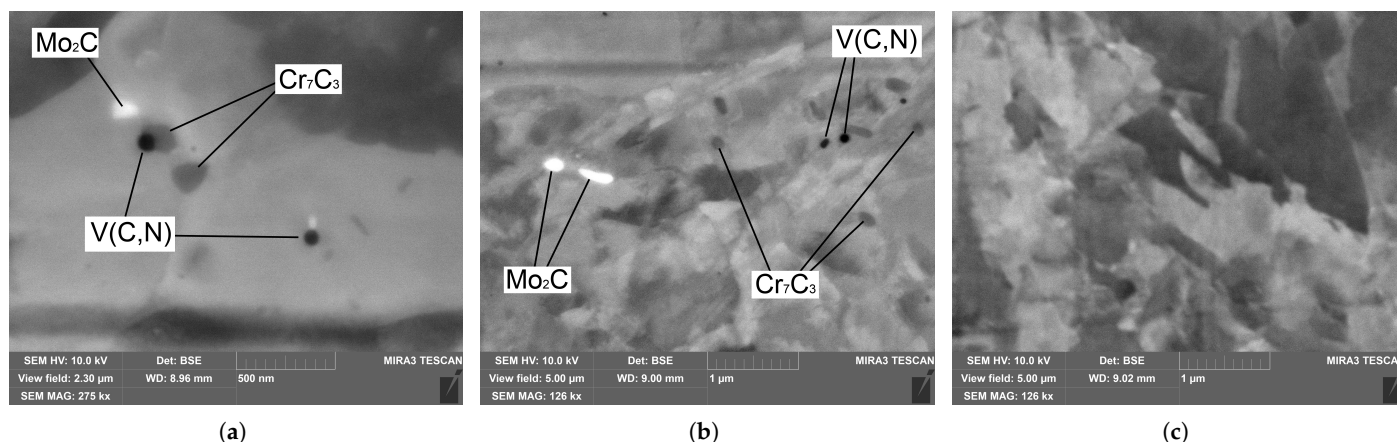 Mo₂C
Cr₇C₃
V(C,N)
SEM HV: 10.0 kV Det: BSE MIRA3 TESCAN
View field: 2.30 µm WD: 8.96 mm 500 nm
SEM MAG: 275 kx
(a)
V(C,N)
Mo₂C
Cr₇C₃
SEM HV: 10.0 kV Det: BSE MIRA3 TESCAN
View field: 5.00 µm WD: 9.00 mm 1 µm
SEM MAG: 126 kx
(b)
SEM HV: 10.0 kV Det: BSE MIRA3 TESCAN
View field: 5.00 µm WD: 9.02 mm 1 µm
SEM MAG: 126 kx
(c)